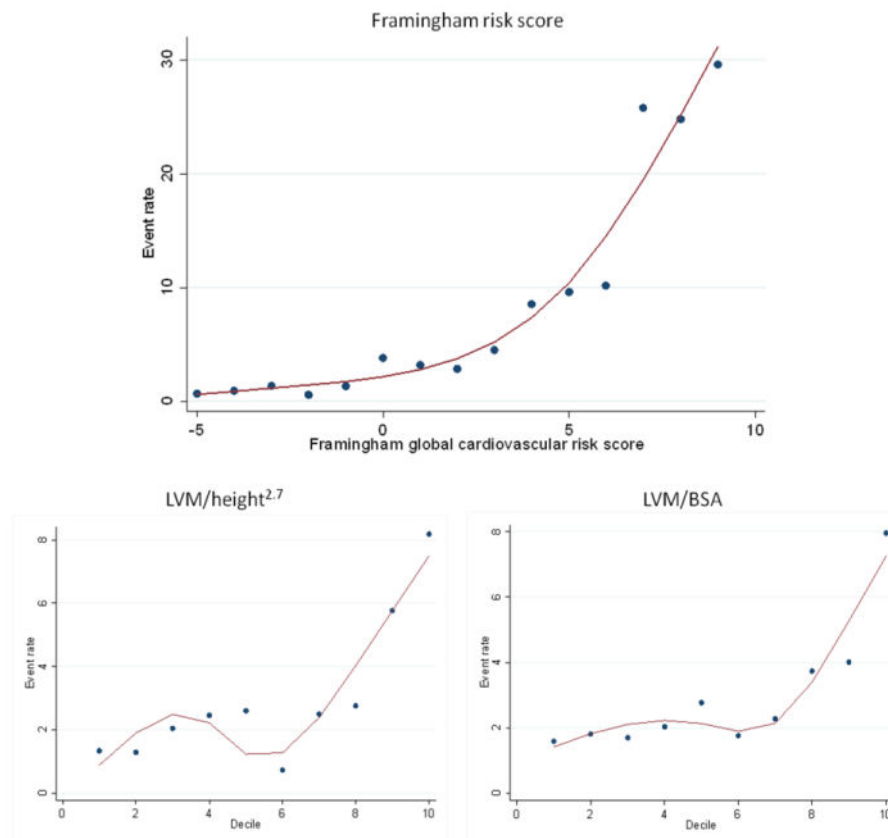 Framingham risk score
Event rate
30
20
10
0
-5 0 5 10
Framingham global cardiovascular risk score
LVM/height2.7
Event rate
8
6
4
2
0
0 2 4 6 8 10
Decile
LVM/BSA
Event rate
8
6
4
2
0
0 2 4 6 8 10
Decile